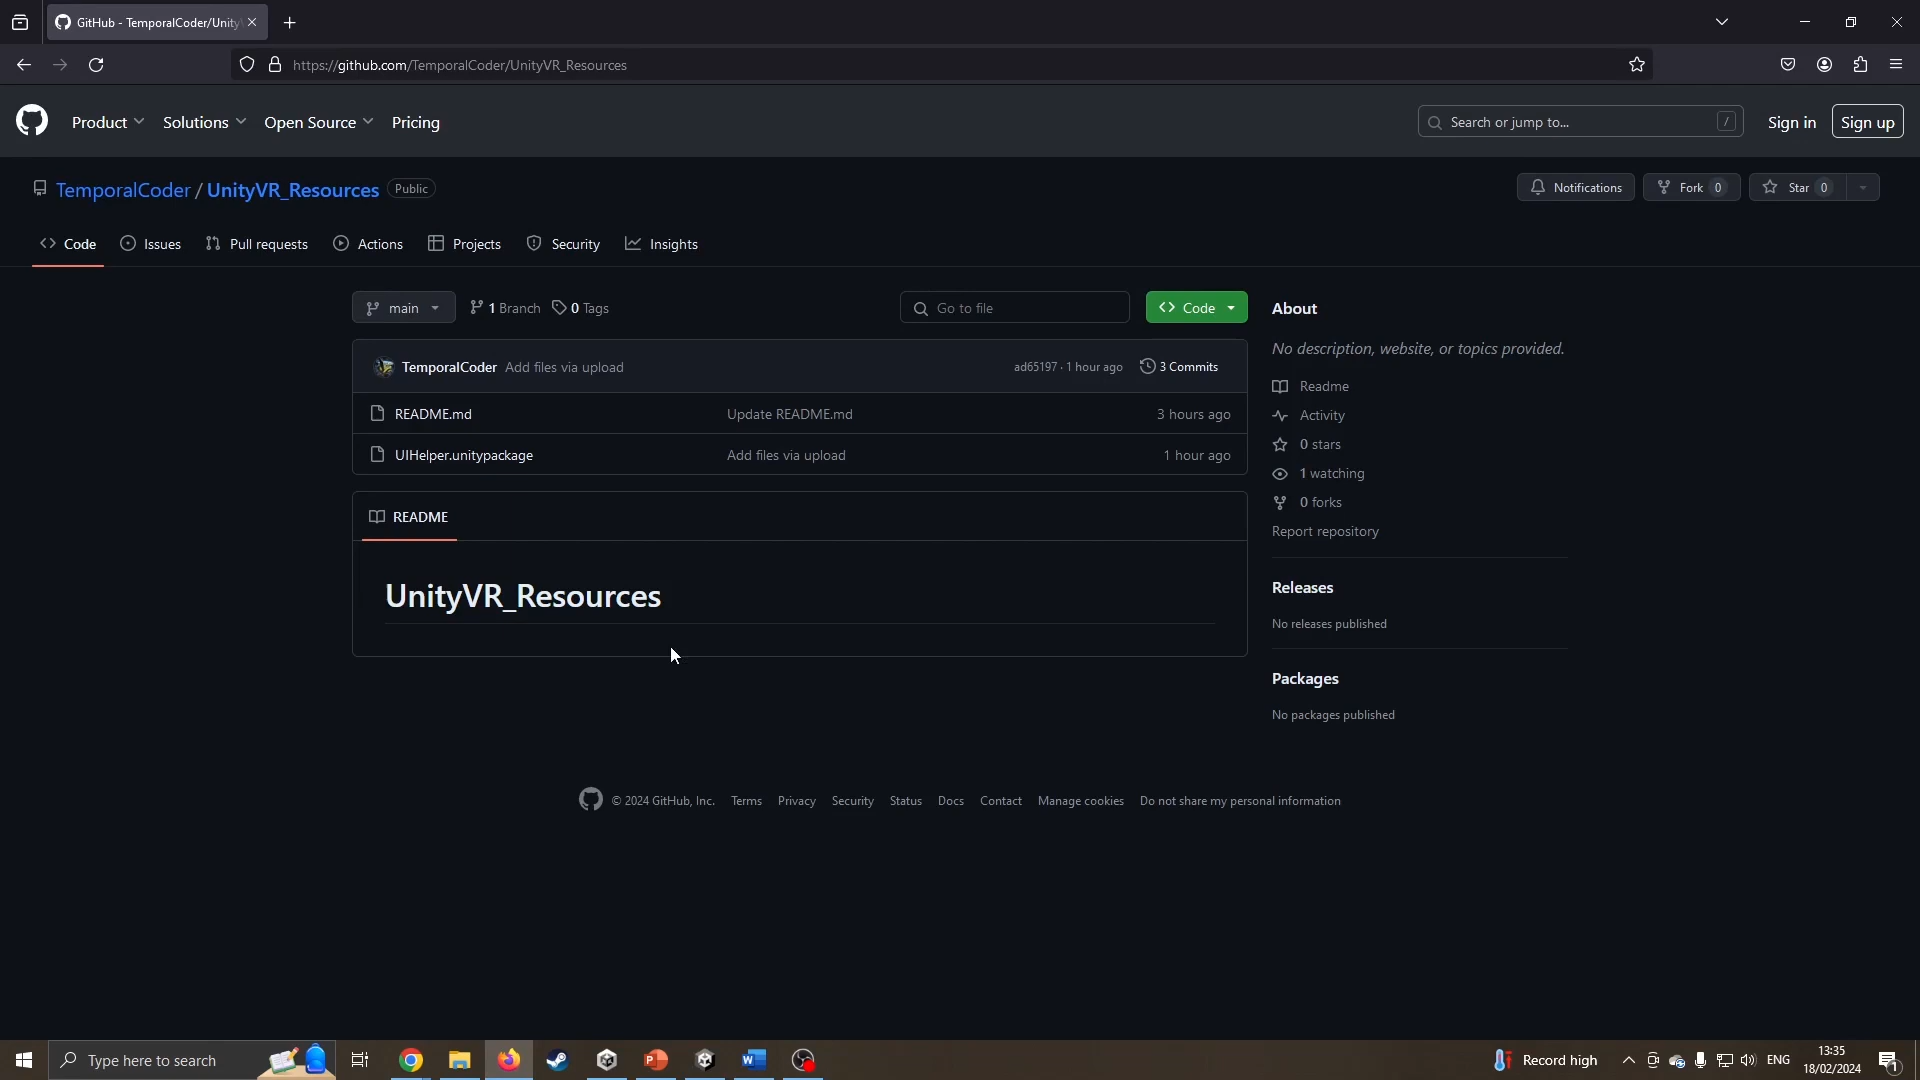 GitHub - TemporalCoder/Unity
https://github.com/TemporalCoder/UnityVR_Resources
Product Solutions Open Source Pricing Search or jump to... / Sign in Sign up
TemporalCoder / UnityVR_Resources Public Notifications Fork 0 Star 0
Code Issues Pull requests Actions Projects Security Insights
main 1 Branch 0 Tags Go to file Code
TemporalCoder Add files via upload ad65197 · 1 hour ago 3 Commits
README.md Update README.md 3 hours ago
UIHelper.unitypackage Add files via upload 1 hour ago
README
UnityVR_Resources
About
No description, website, or topics provided.
Readme
Activity
0 stars
1 watching
0 forks
Report repository
Releases
No releases published
Packages
No packages published
© 2024 GitHub, Inc. Terms Privacy Security Status Docs Contact Manage cookies Do not share my personal information
Type here to search Record high ENG 13:35
18/02/2024 1